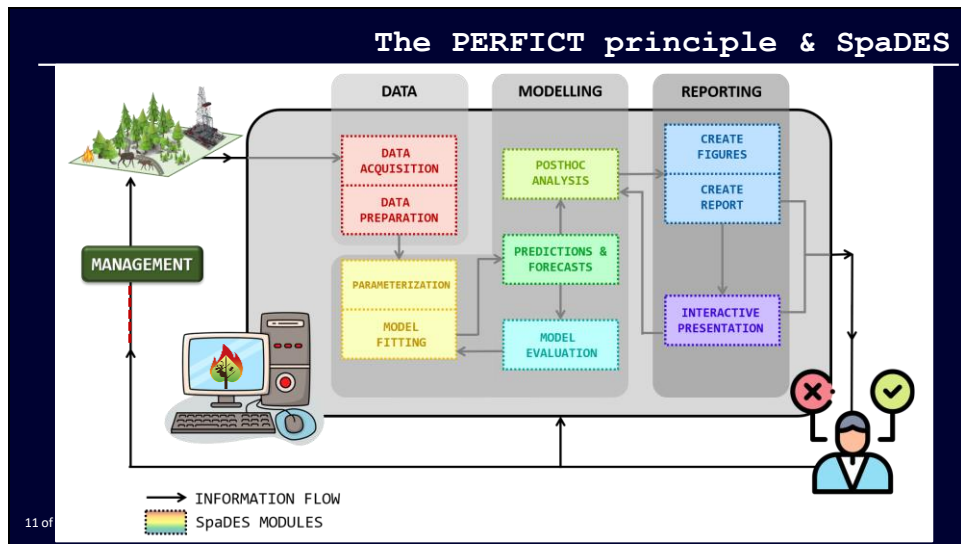 The PERFICT principle & SpaDES
DATA
MODELLING
REPORTING
DATA
ACQUISITION
DATA
PREPARATION
POSTHOC
ANALYSIS
CREATE
FIGURES
CREATE
REPORT
MANAGEMENT
PARAMETERIZATION
MODEL
FITTING
PREDICTIONS &
FORECASTS
MODEL
EVALUATION
INTERACTIVE
PRESENTATION
INFORMATION FLOW
SpaDES MODULES
11 of